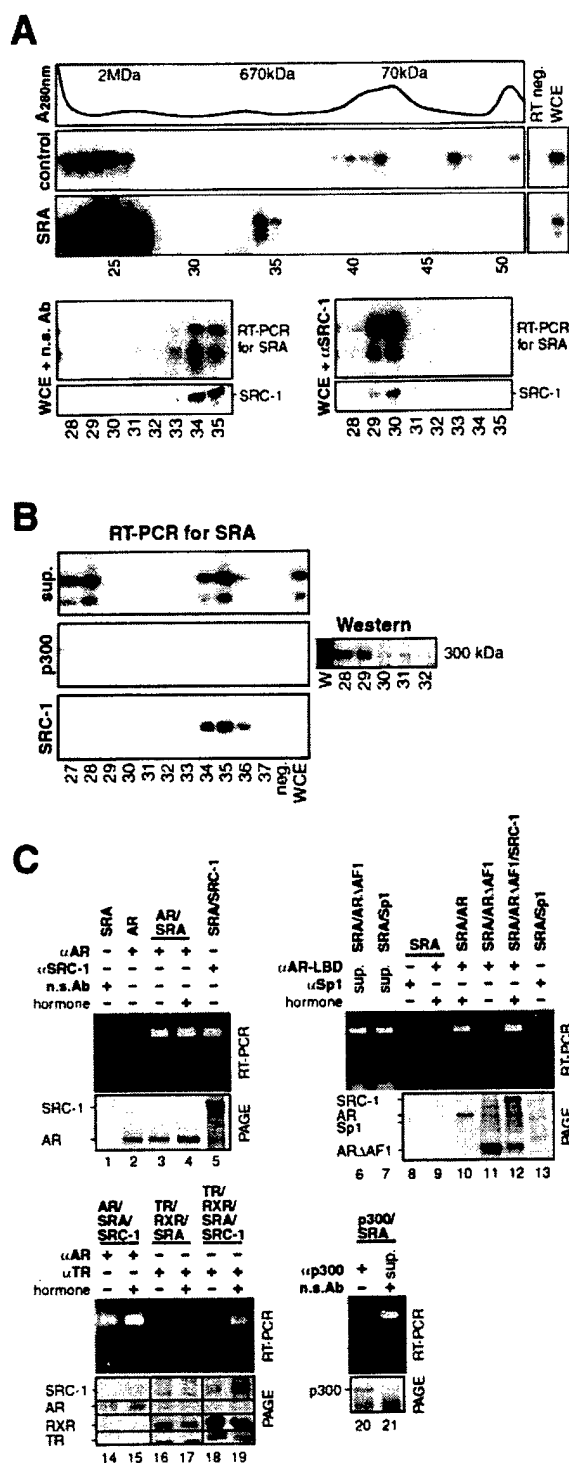 A
A280nm
2MDa 670kDa 70kDa
RT neg.
WCE
control
SRA
25 30 35 40 45 50
WCE + n.s. Ab
RT-PCR
for SRA
SRC-1
28 29 30 31 32 33 34 35
WCE + αSRC-1
RT-PCR
for SRA
SRC-1
28 29 30 31 32 33 34 35
B
RT-PCR for SRA
sup.
p300
SRC-1
27 28 29 30 31 32 33 34 35 36 37 neg. WCE
Western
300 kDa
W 28 29 30 31 32
C
SRA
AR
AR/
SRA
SRA/SRC-1
αAR - + + + -
αSRC-1 - - - - +
n.s.Ab + - - - -
hormone - - - + -
RT-PCR
SRC-1
AR
PAGE
1 2 3 4 5
SRA/AR∆AF1
SRA/Sp1
SRA
SRA/AR
SRA/AR∆AF1
SRA/AR∆AF1/SRC-1
SRA/Sp1
αAR-LBD sup. sup. - + + + + -
αSp1 + - - - - +
hormone - + + + + -
RT-PCR
SRC-1
AR
Sp1
AR∆AF1
PAGE
6 7 8 9 10 11 12 13
AR/
SRA/
SRC-1
TR/
RXR/
SRA
TR/
RXR/
SRA/
SRC-1
αAR + + - - - -
αTR - - + + + +
hormone - + - + - +
RT-PCR
SRC-1
AR
RXR
TR
PAGE
14 15 16 17 18 19
p300/
SRA
αp300 + sup.
n.s.Ab - +
RT-PCR
p300
PAGE
20 21